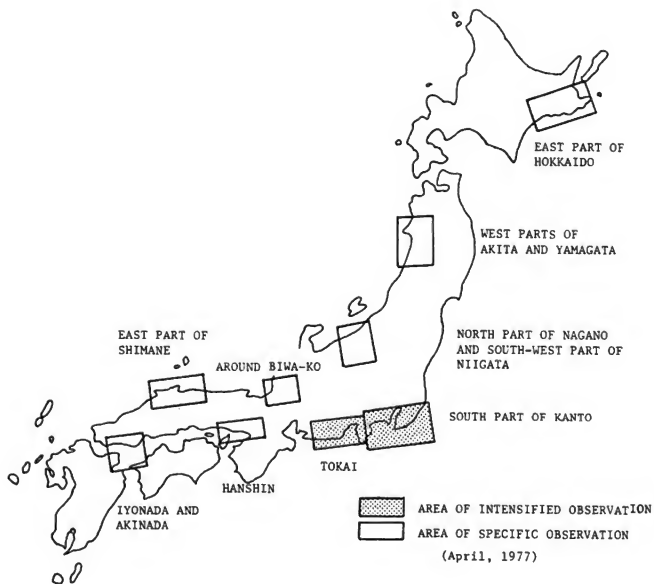 EAST PART OF
HOKKAIDO
WEST PARTS OF
AKITA AND YAMAGATA
EAST PART OF
SHIMANE
AROUND BIWA-KO
NORTH PART OF NAGANO
AND SOUTH-WEST PART OF
NIIGATA
SOUTH PART OF KANTO
TOKAI
HANSHIN
IYONADA AND
AKINADA
AREA OF INTENSIFIED OBSERVATION
AREA OF SPECIFIC OBSERVATION
(April, 1977)